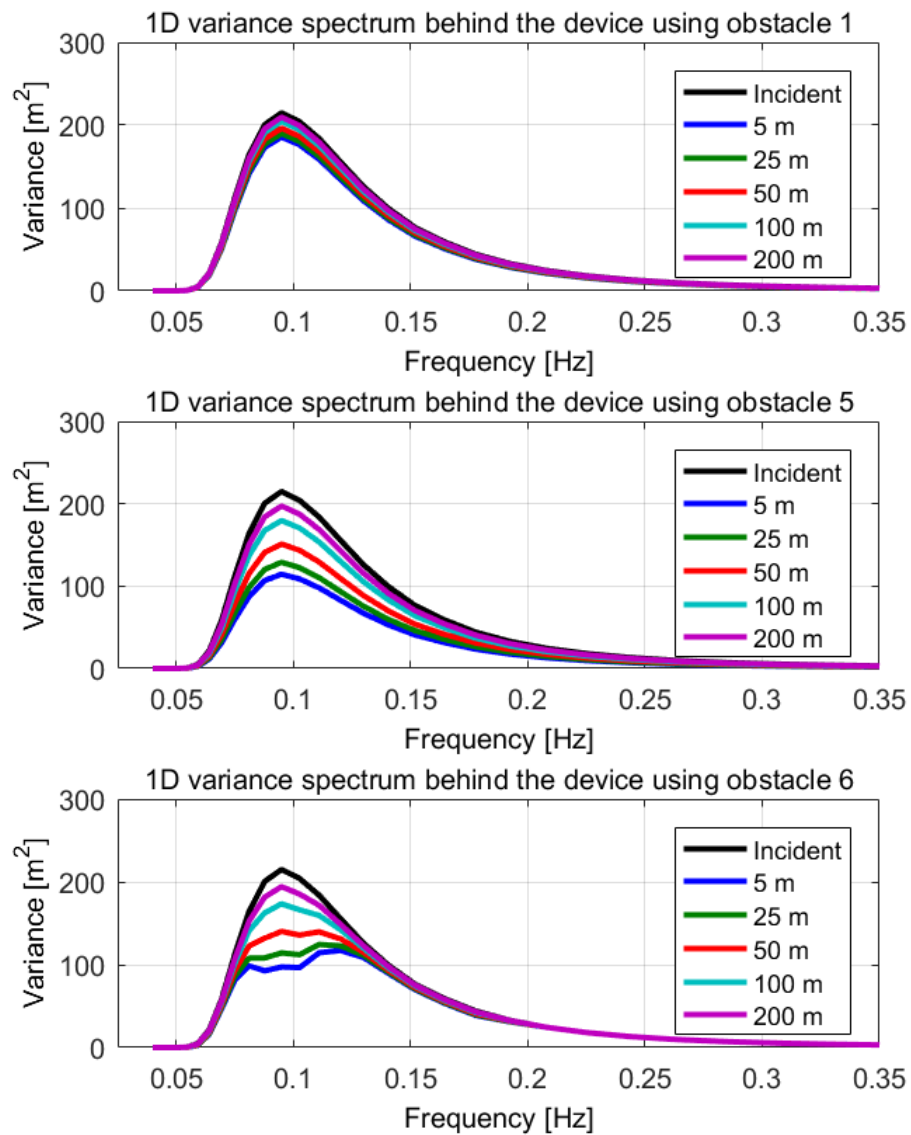 1D variance spectrum behind the device using obstacle 1
300
200
100
0
Variance [m²]
Incident
5 m
25 m
50 m
100 m
200 m
0.05 0.1 0.15 0.2 0.25 0.3 0.35
Frequency [Hz]
1D variance spectrum behind the device using obstacle 5
300
200
100
0
Variance [m²]
Incident
5 m
25 m
50 m
100 m
200 m
0.05 0.1 0.15 0.2 0.25 0.3 0.35
Frequency [Hz]
1D variance spectrum behind the device using obstacle 6
300
200
100
0
Variance [m²]
Incident
5 m
25 m
50 m
100 m
200 m
0.05 0.1 0.15 0.2 0.25 0.3 0.35
Frequency [Hz]